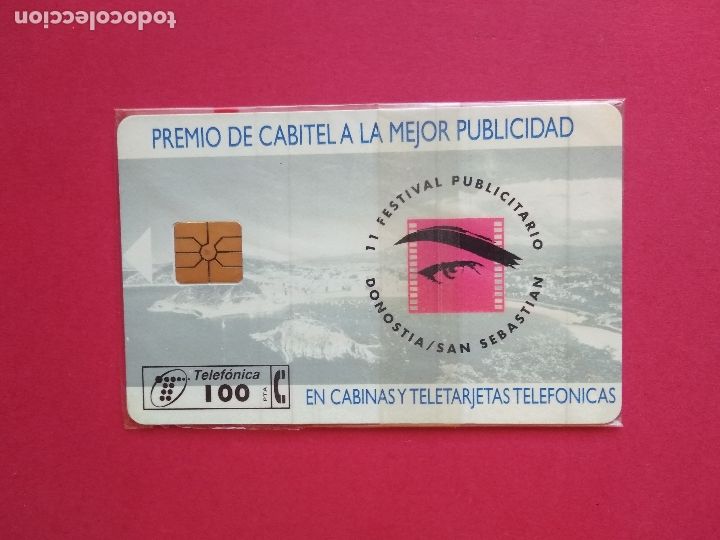 todocoleccion
PREMIO DE CABITEL A LA MEJOR PUBLICIDAD
11 FESTIVAL PUBLICITARIO
DONOSTIA/SAN SEBASTIAN
Telefónica
100 PTA
EN CABINAS Y TELETARJETAS TELEFONICAS